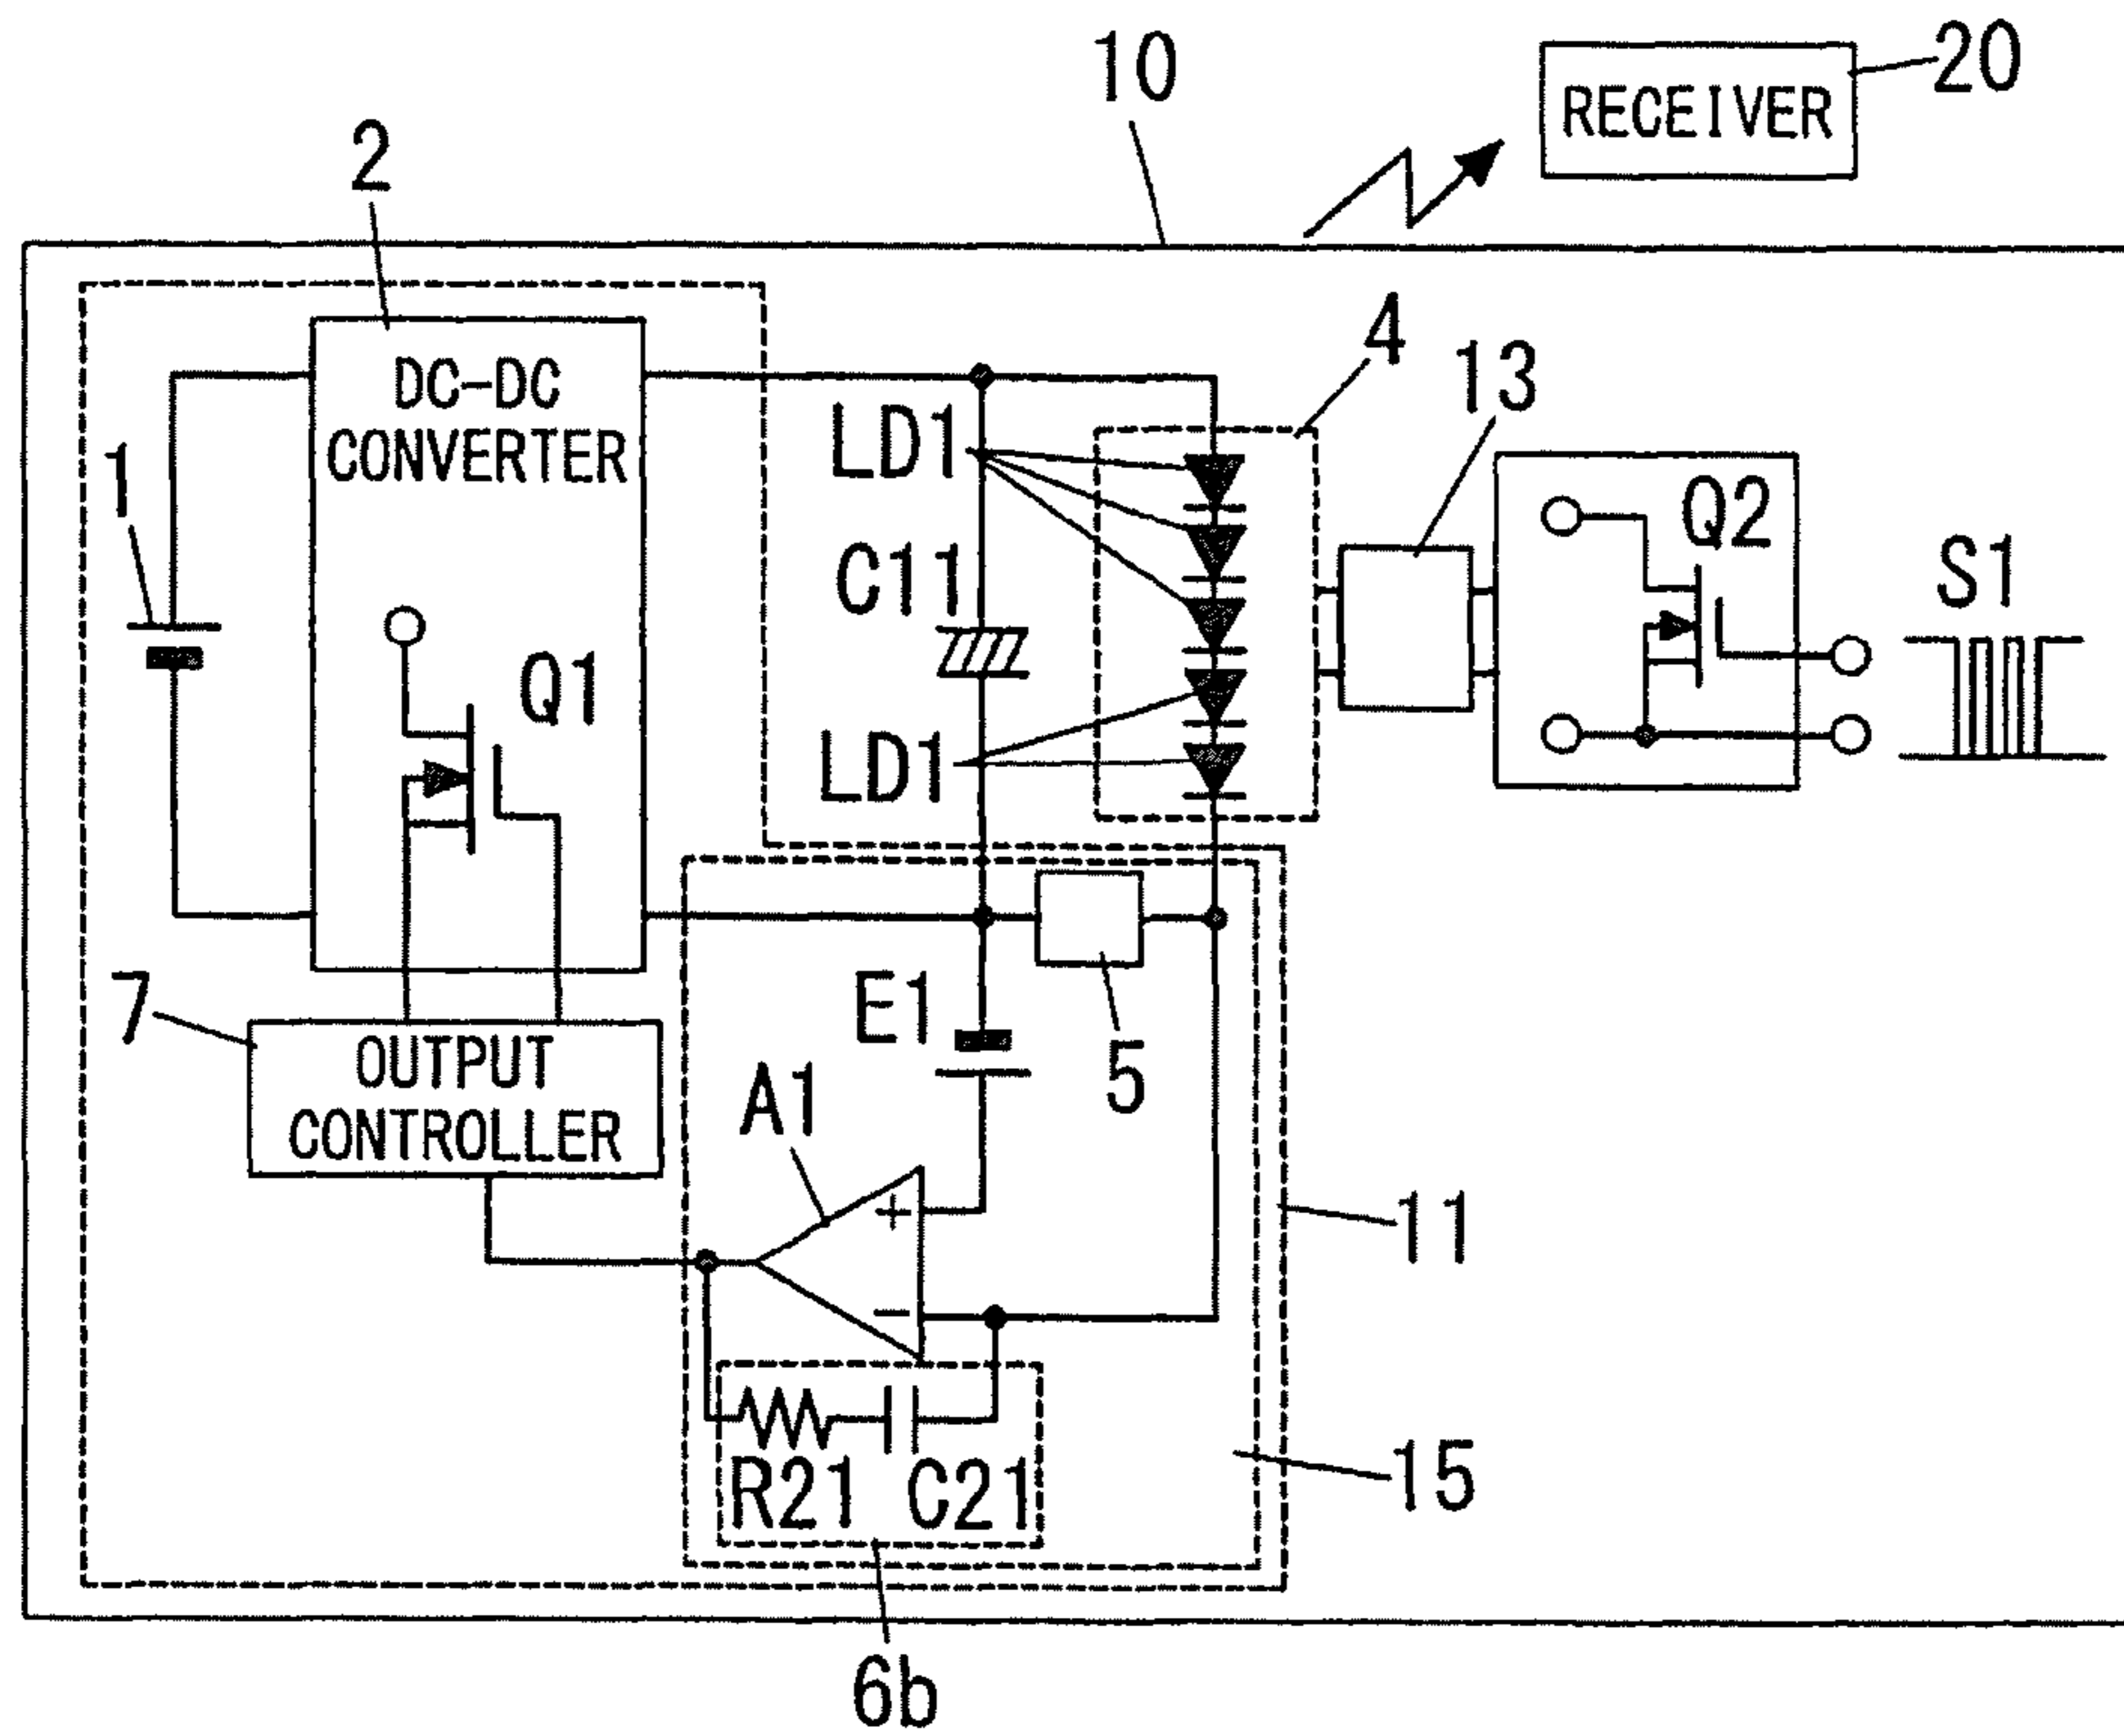 10
20
RECEIVER
2
4
13
DC-DC
CONVERTER
LD1
1
Q2
C11
S1
Q1
LD1
7
E1
5
OUTPUT
CONTROLLER
A1
+
11
−
15
R21
C21
6b